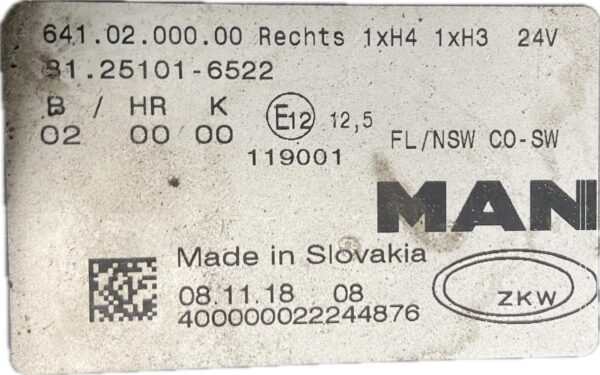 641.02.000.00 Rechts 1xH4 1xH3 24V
81.25101-6522
B / HR K
02 00 00
E12 12,5
119001
FL/NSW CO-SW
MAN
Made in Slovakia
08.11.18 08
400000022244876
ZKW